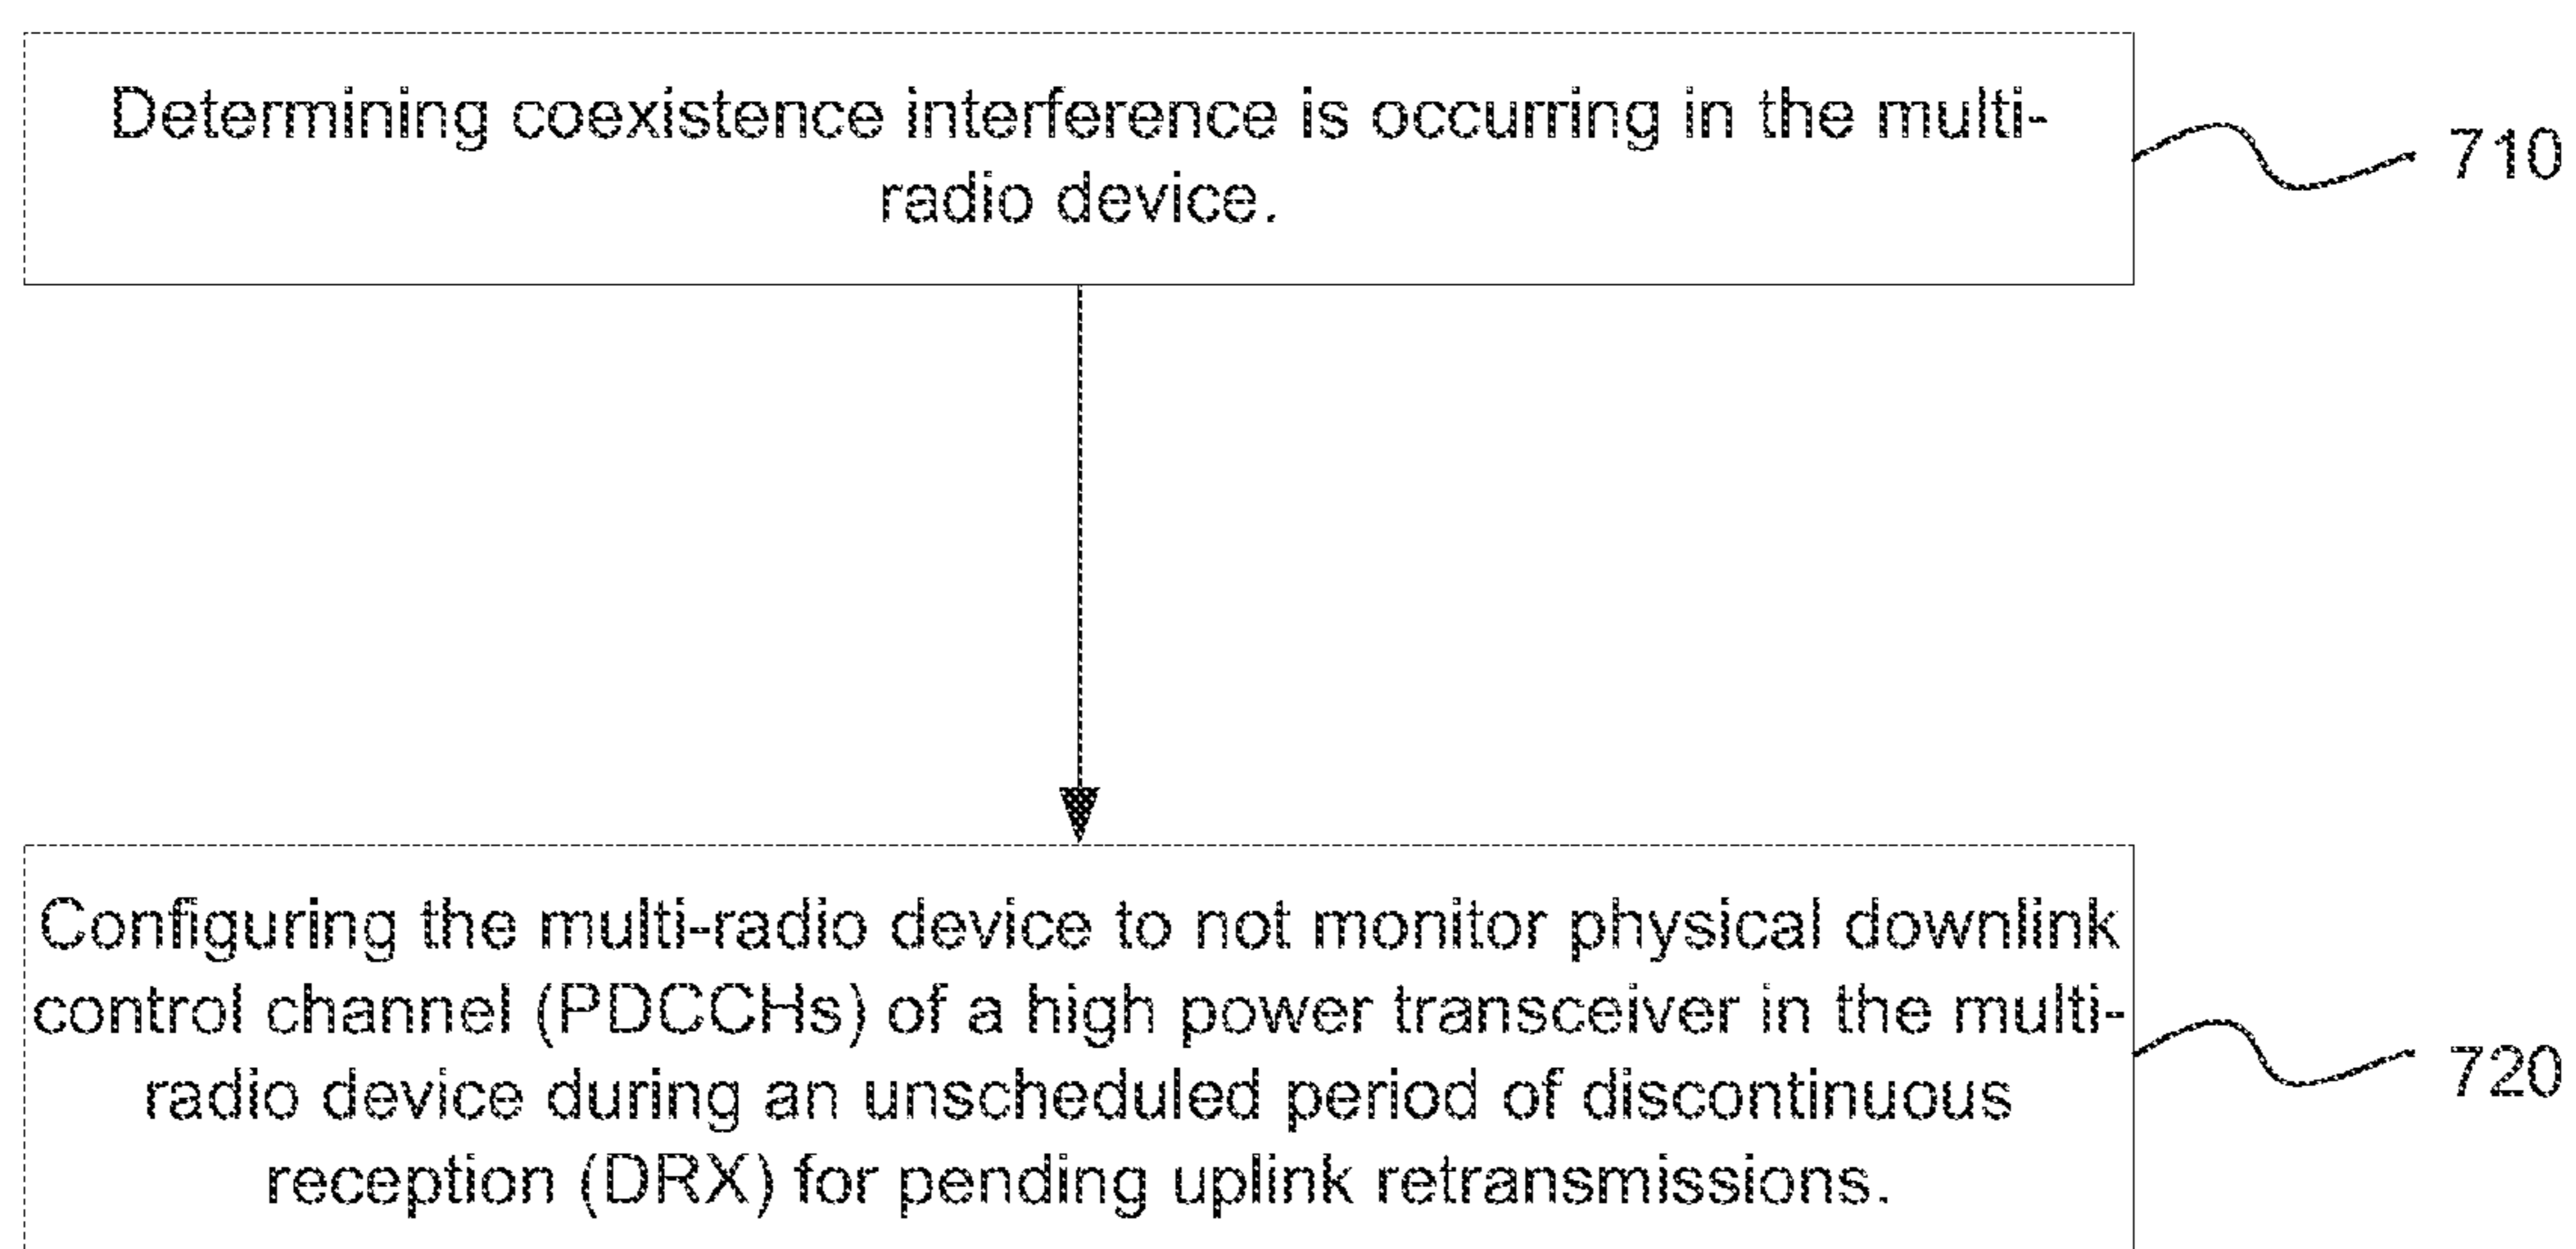 Determining coexistence interference is occurring in the multi-
radio device.
710
Configuring the multi-radio device to not monitor physical downlink
control channel (PDCCHs) of a high power transceiver in the multi-
radio device during an unscheduled period of discontinuous
reception (DRX) for pending uplink retransmissions.
720